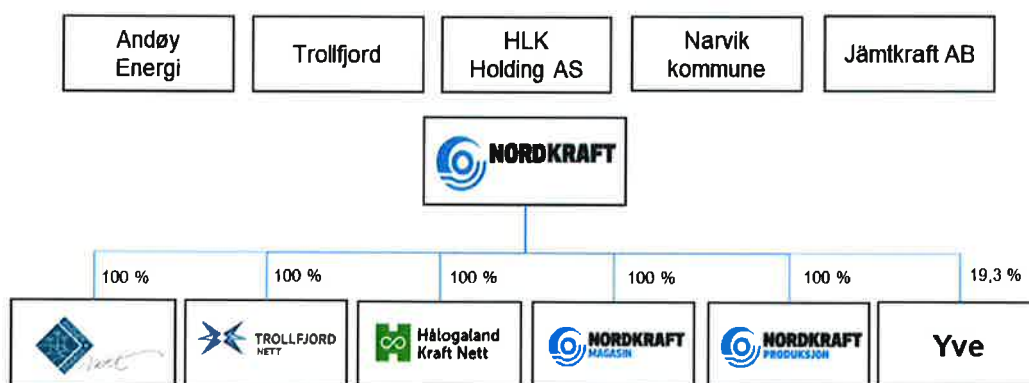 Andøy
Energi
Trollfjord
HLK
Holding AS
Narvik
kommune
Jämtkraft AB
NORDKRAFT
100 %
100 %
100 %
100 %
100 %
19,3 %
TROLLFJORD
NETT
Hålogaland
Kraft Nett
NORDKRAFT
MAGASIN
NORDKRAFT
PRODUKSJON
Yve